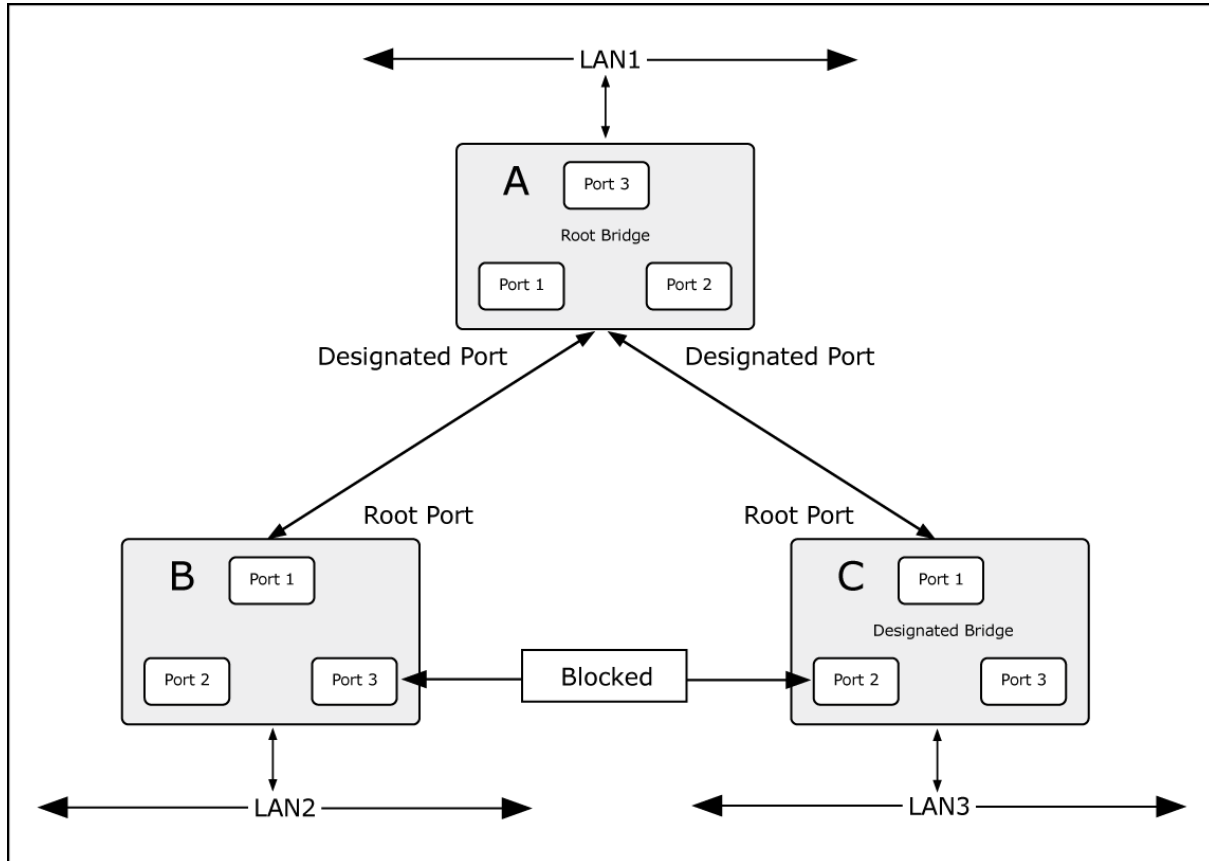 LAN1
A
Port 3
Root Bridge
Port 1
Port 2
Designated Port
Designated Port
Root Port
Root Port
B
Port 1
Port 2
Port 3
Blocked
C
Port 1
Designated Bridge
Port 2
Port 3
LAN2
LAN3